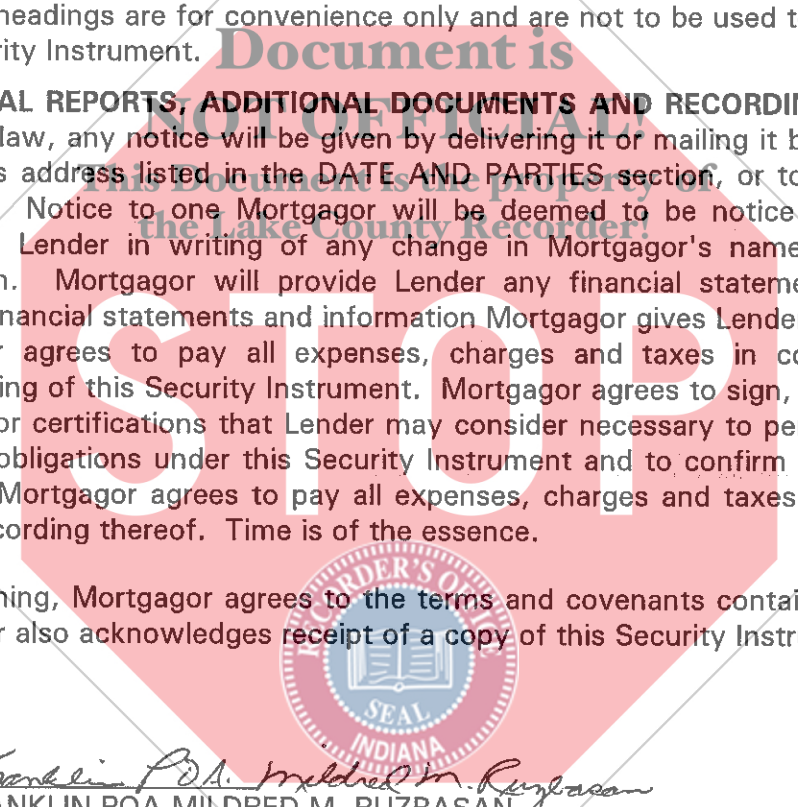 headings are for convenience only and are not to be used t
rity Instrument.
Document is
AL REPORTS, ADDITIONAL DOCUMENTS AND RECORDIN
NOT OFFICIAL!
law, any notice will be given by delivering it or mailing it b
s address listed in the DATE AND PARTIES section, or to
This Document is the property of
Notice to one Mortgagor will be deemed to be notice
the Lake County Recorder!
Lender in writing of any change in Mortgagor's name
n. Mortgagor will provide Lender any financial stateme
nancial statements and information Mortgagor gives Lende
r agrees to pay all expenses, charges and taxes in co
ing of this Security Instrument. Mortgagor agrees to sign,
or certifications that Lender may consider necessary to pe
obligations under this Security Instrument and to confirm
Mortgagor agrees to pay all expenses, charges and taxes
cording thereof. Time is of the essence.
STOP
ning, Mortgagor agrees to the terms and covenants contai
r also acknowledges receipt of a copy of this Security Instr
RECORDER'S OFFICE
SEAL
INDIANA
Franklin POA. Mildred M. Ruzbasan
ANKLIN POA MILDRED M. RUZBASAN